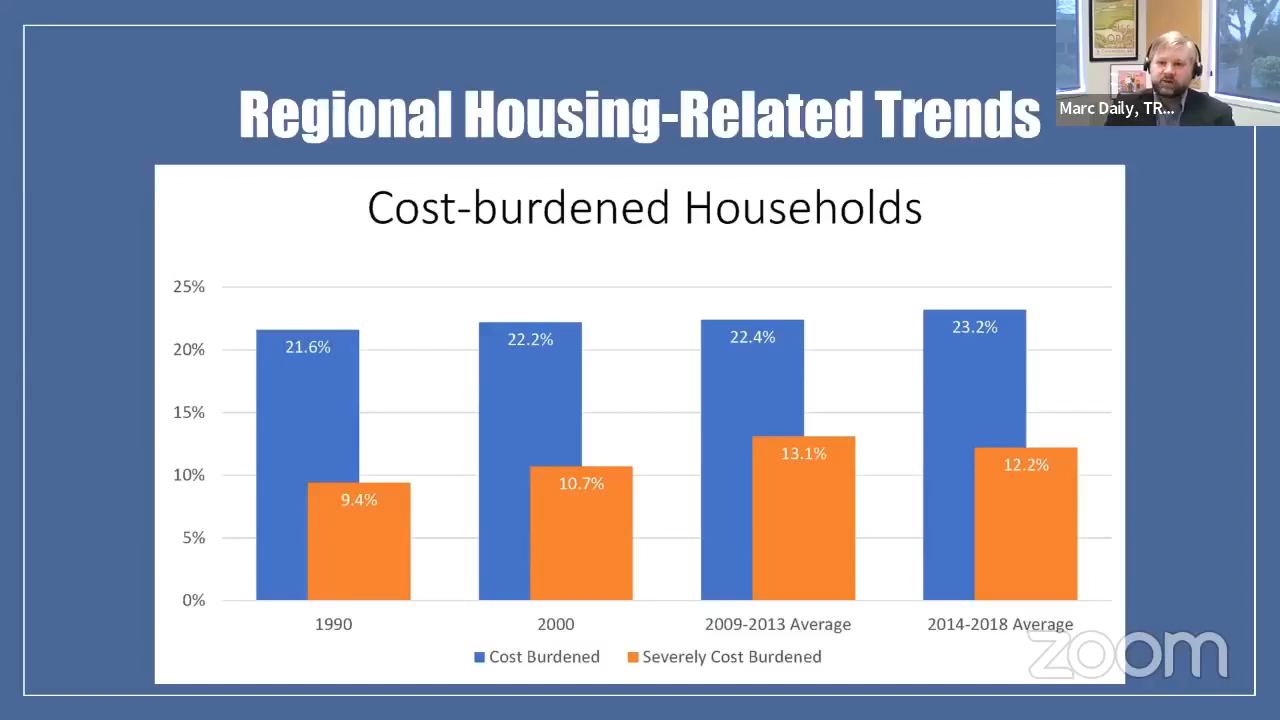 Regional Housing-Related Trends
Marc Daily, TR...
Cost-burdened Households
25%
20%
15%
10%
5%
0%
21.6%
9.4%
22.2%
10.7%
22.4%
13.1%
23.2%
12.2%
1990
2000
2009-2013 Average
2014-2018 Average
Cost Burdened
Severely Cost Burdened
zoom